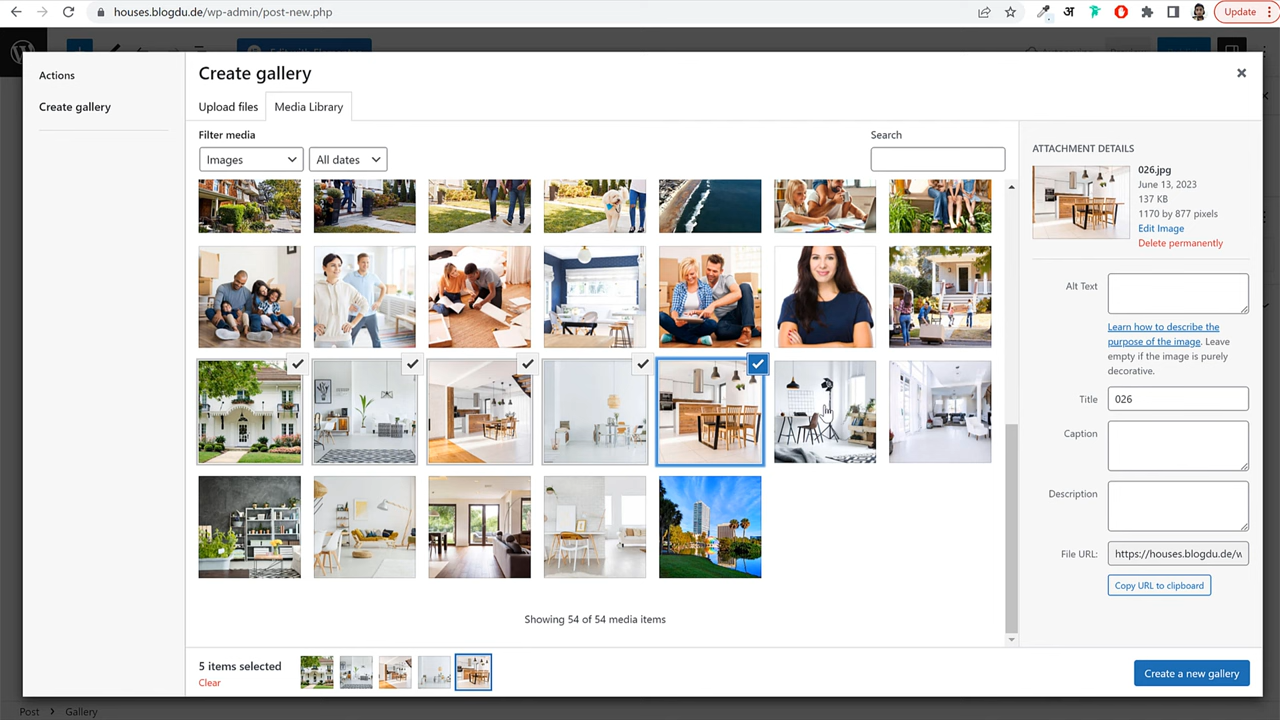 houses.blogdu.de/wp-admin/post-new.php
अ
Update
Edit with Elementor
Actions
Create gallery
Create gallery
Upload files
Media Library
Filter media
Search
Images
All dates
ATTACHMENT DETAILS
026.jpg
June 13, 2023
137 KB
1170 by 877 pixels
Edit Image
Delete permanently
Alt Text
Learn how to describe the
purpose of the image. Leave
empty if the image is purely
decorative.
Title
026
Caption
Description
File URL:
https://houses.blogdu.de/w
Copy URL to clipboard
Showing 54 of 54 media items
5 items selected
Clear
Create a new gallery
Post
Gallery